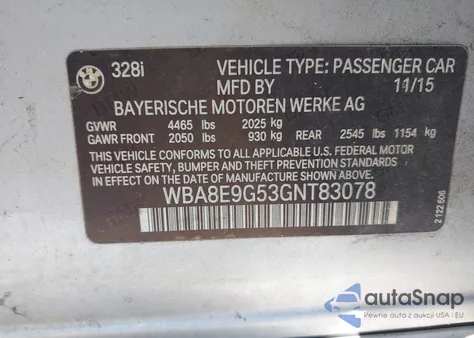 BMW
328i
VEHICLE TYPE: PASSENGER CAR
MFD BY 11/15
BAYERISCHE MOTOREN WERKE AG
GVWR 4465 lbs 2025 kg
GAWR FRONT 2050 lbs 930 kg REAR 2545 lbs 1154 kg
THIS VEHICLE CONFORMS TO ALL APPLICABLE U.S. FEDERAL MOTOR
VEHICLE SAFETY, BUMPER AND THEFT PREVENTION STANDARDS IN
EFFECT ON THE DATE OF MANUFACTURE SHOWN ABOVE.
WBA8E9G53GNT83078
2 122 606
autoSnap
Pewne auta z aukcji USA i EU